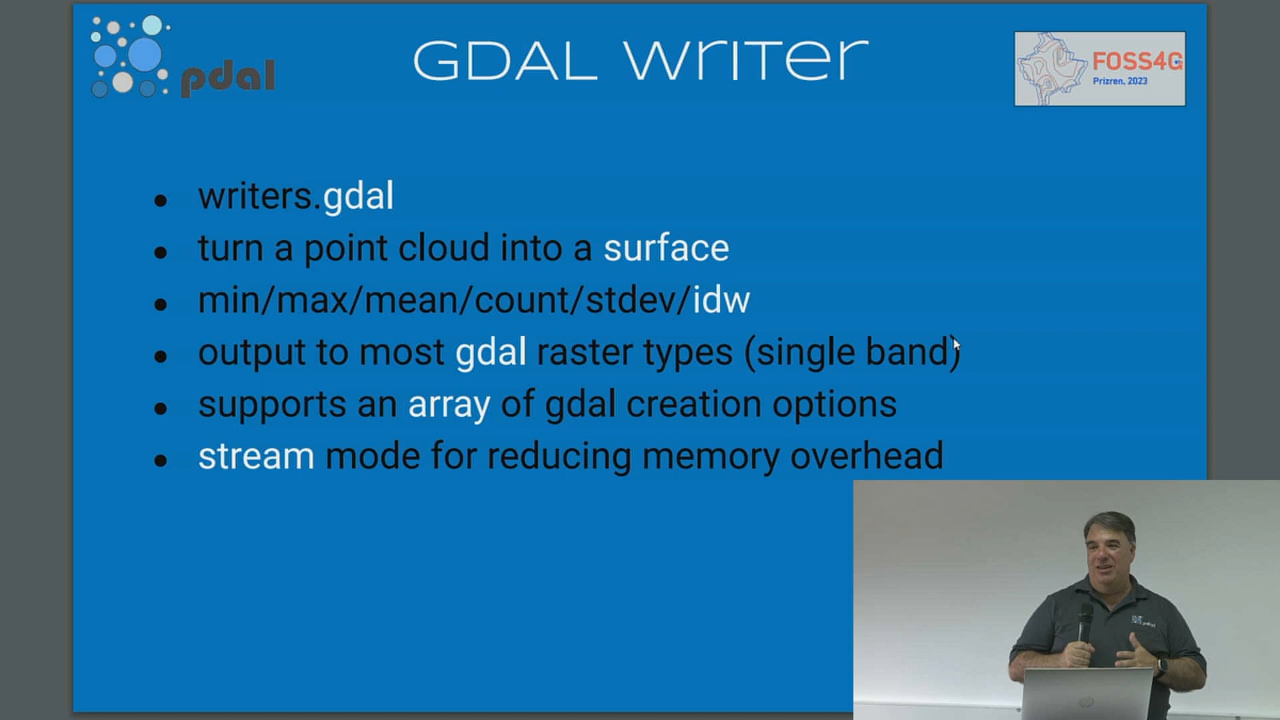 pdal
GDAL Writer
FOSS4G
Prizren, 2023
writers.gdal
turn a point cloud into a surface
min/max/mean/count/stdev/idw
output to most gdal raster types (single band)
supports an array of gdal creation options
stream mode for reducing memory overhead
pdal